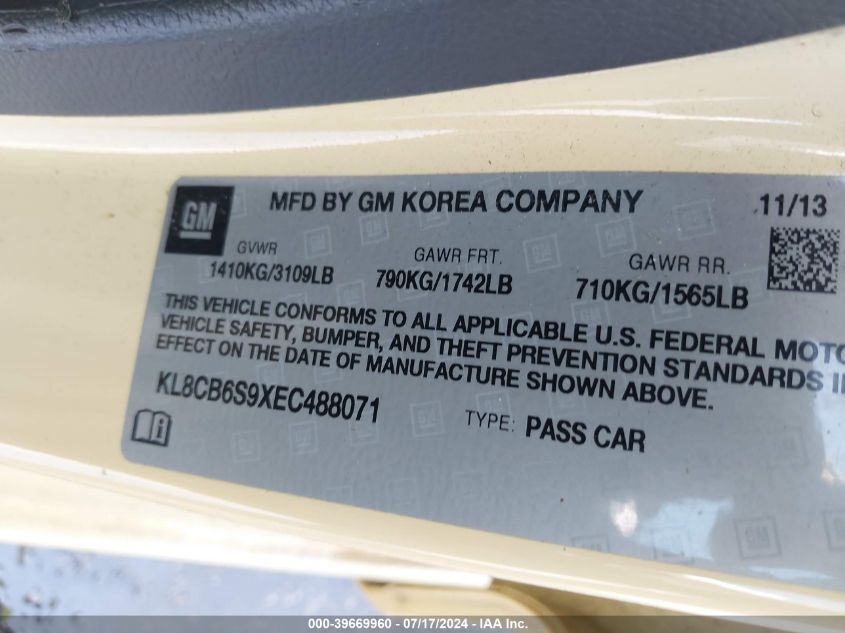 GM
MFD BY GM KOREA COMPANY 11/13
GVWR GAWR FRT. GAWR RR.
1410KG/3109LB 790KG/1742LB 710KG/1565LB
THIS VEHICLE CONFORMS TO ALL APPLICABLE U.S. FEDERAL
VEHICLE SAFETY, BUMPER, AND THEFT PREVENTION STANDARDS
EFFECT ON THE DATE OF MANUFACTURE SHOWN ABOVE.
KL8CB6S9XEC488071 TYPE: PASS CAR
000-39669960 - 07/17/2024 - IAA Inc.